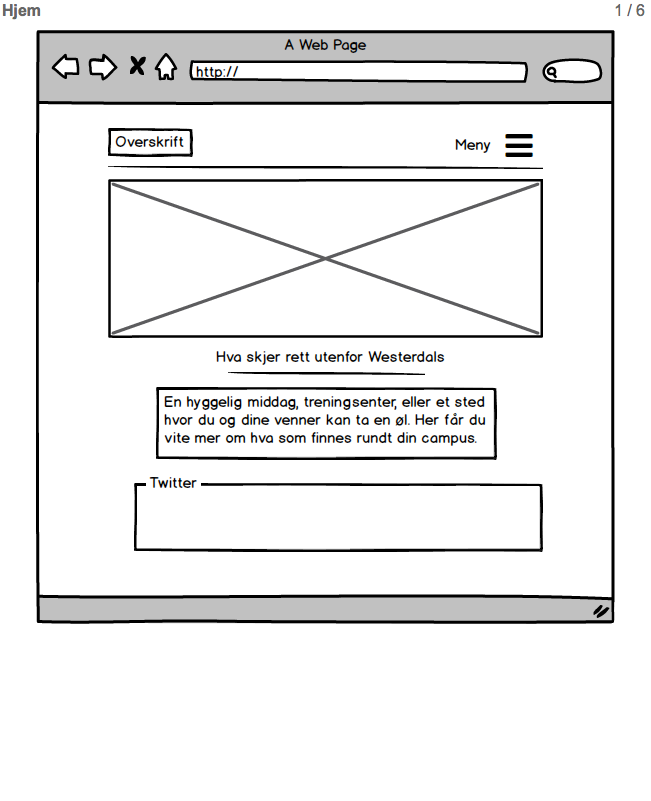 Hjem 1 / 6
A Web Page
http://
Overskrift Meny
Hva skjer rett utenfor Westerdals
En hyggelig middag, treningsenter, eller et sted
hvor du og dine venner kan ta en øl. Her får du
vite mer om hva som finnes rundt din campus.
Twitter